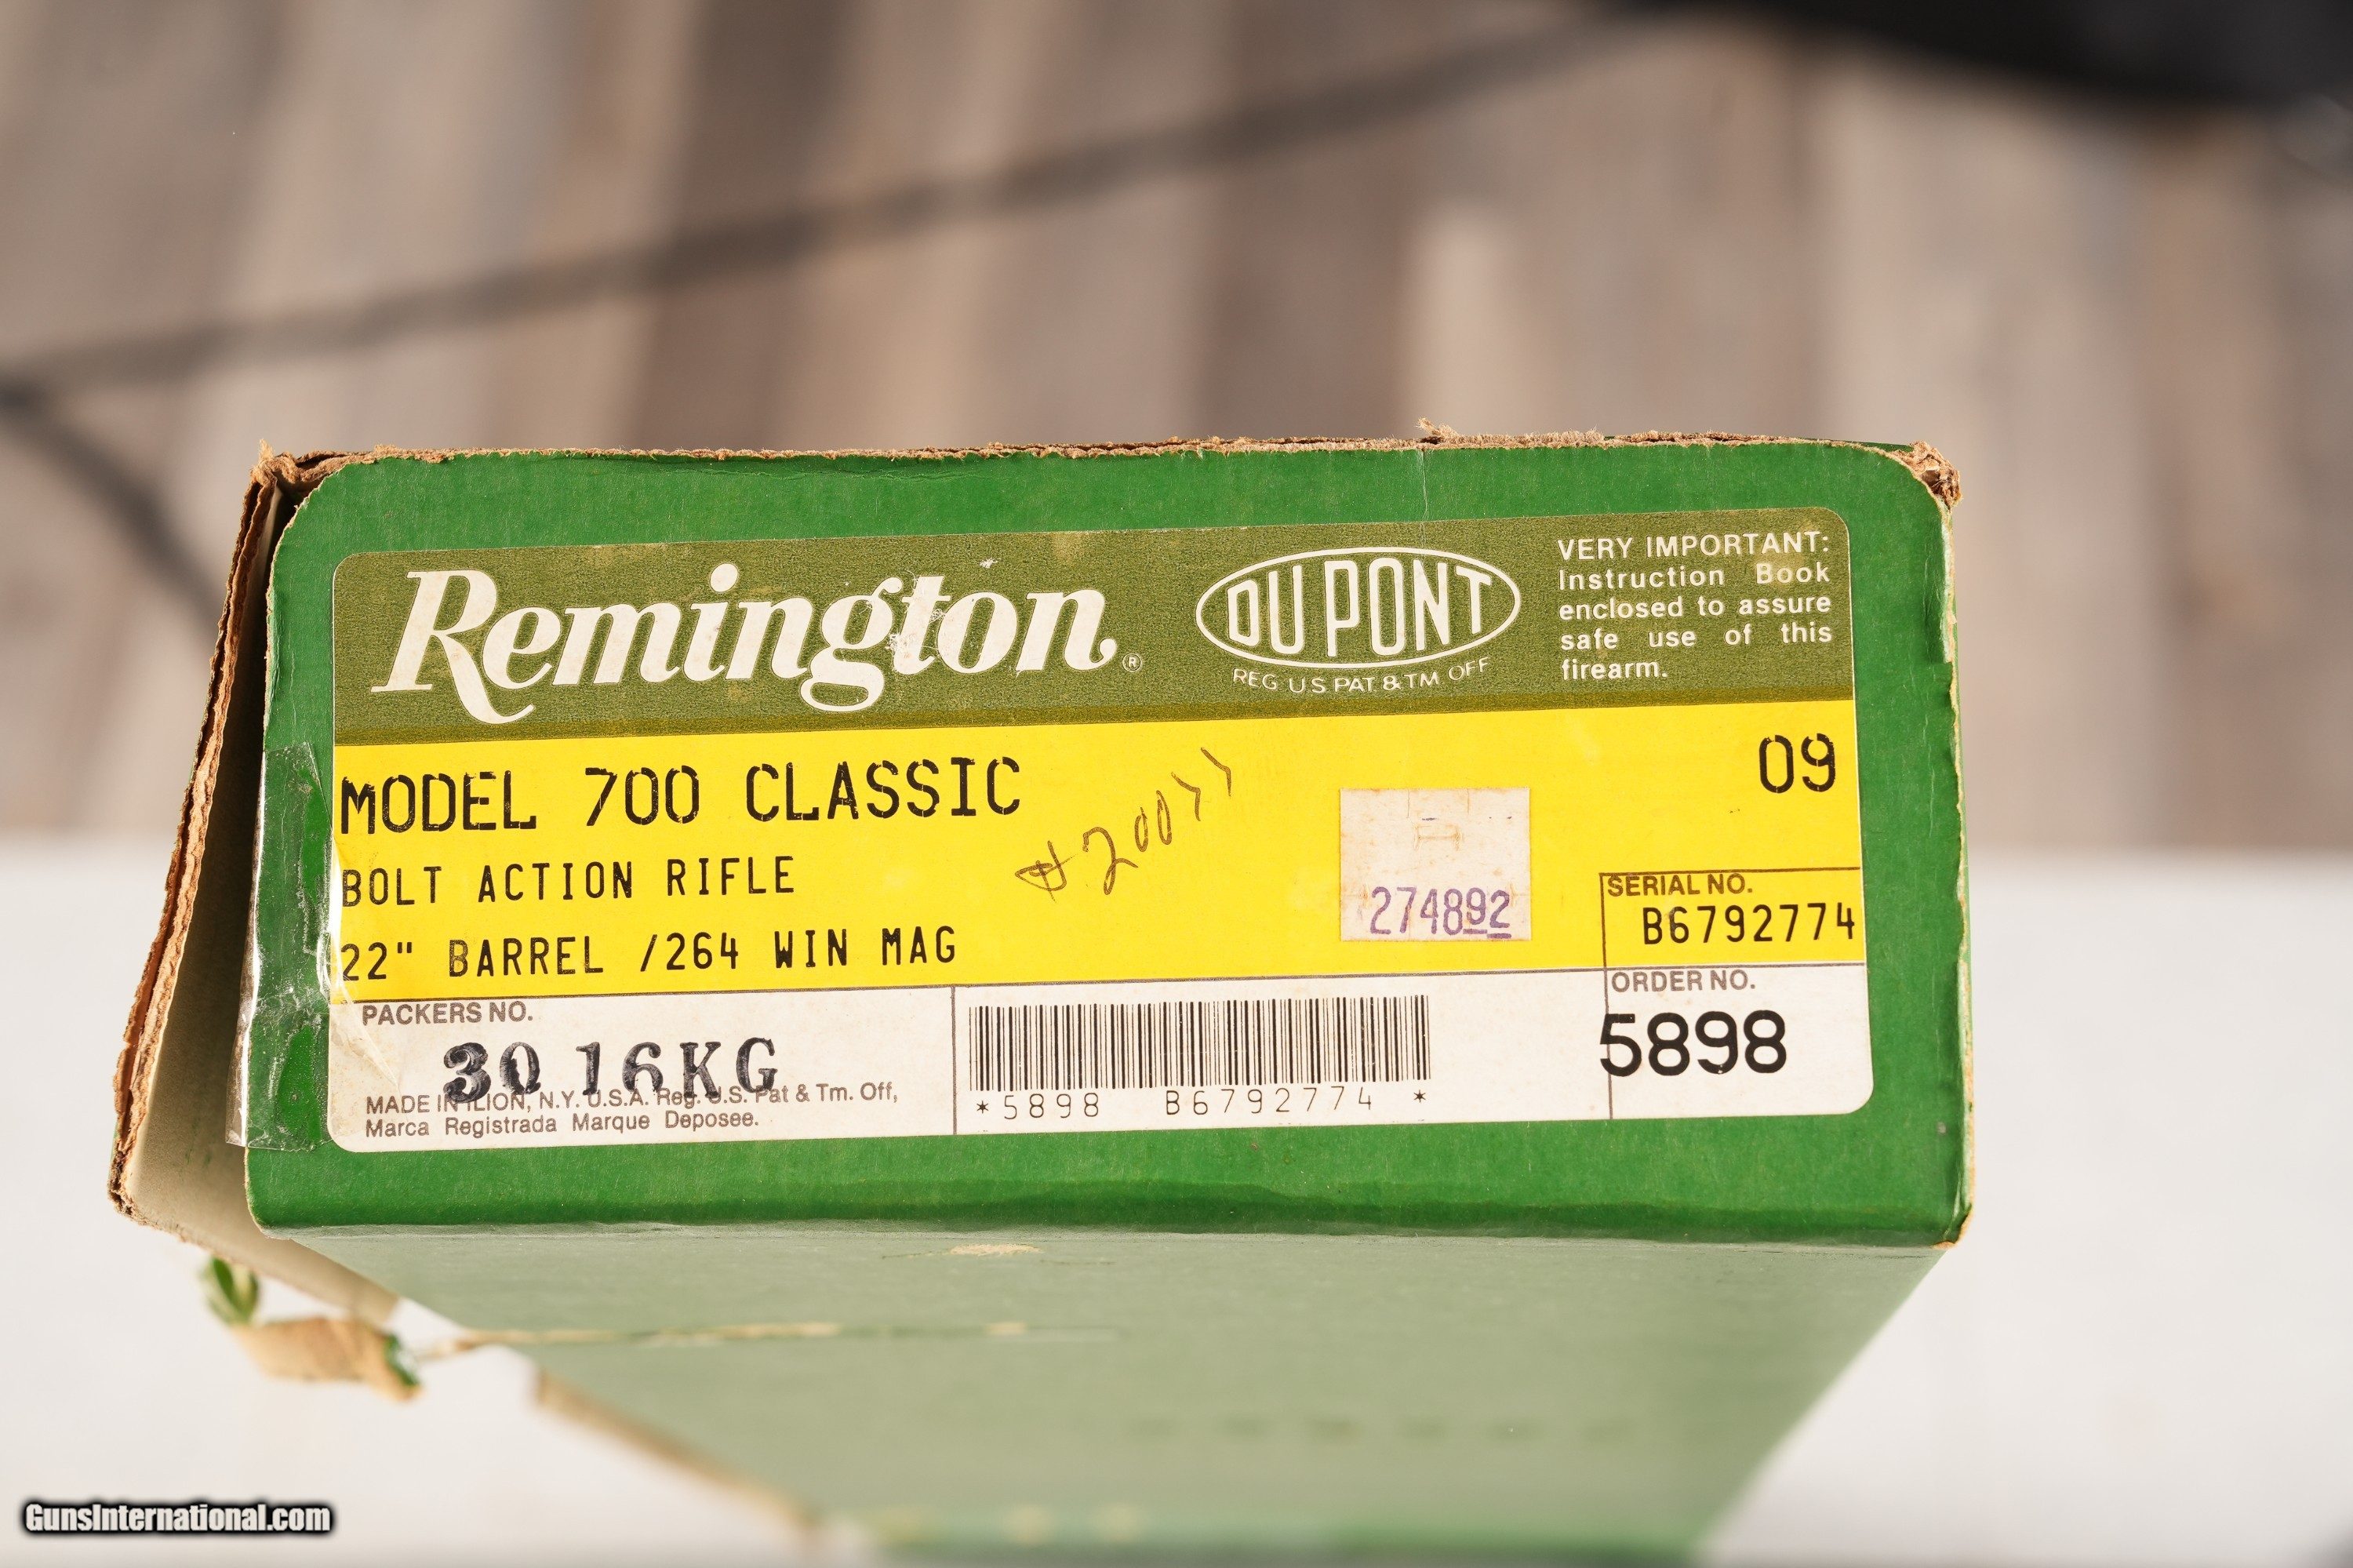 Remington®
DU PONT
REG U.S PAT. & TM OFF
VERY IMPORTANT:
Instruction Book
enclosed to assure
safe use of this
firearm.
MODEL 700 CLASSIC
09
BOLT ACTION RIFLE
22" BARREL /264 WIN MAG
274892
SERIAL NO.
B6792774
PACKERS NO.
30 16KG
MADE IN ILION, N.Y. U.S.A. Reg. U.S. Pat & Tm. Off,
Marca Registrada Marque Deposee.
*5898 B6792774 *
ORDER NO.
5898
GunsInternational.com